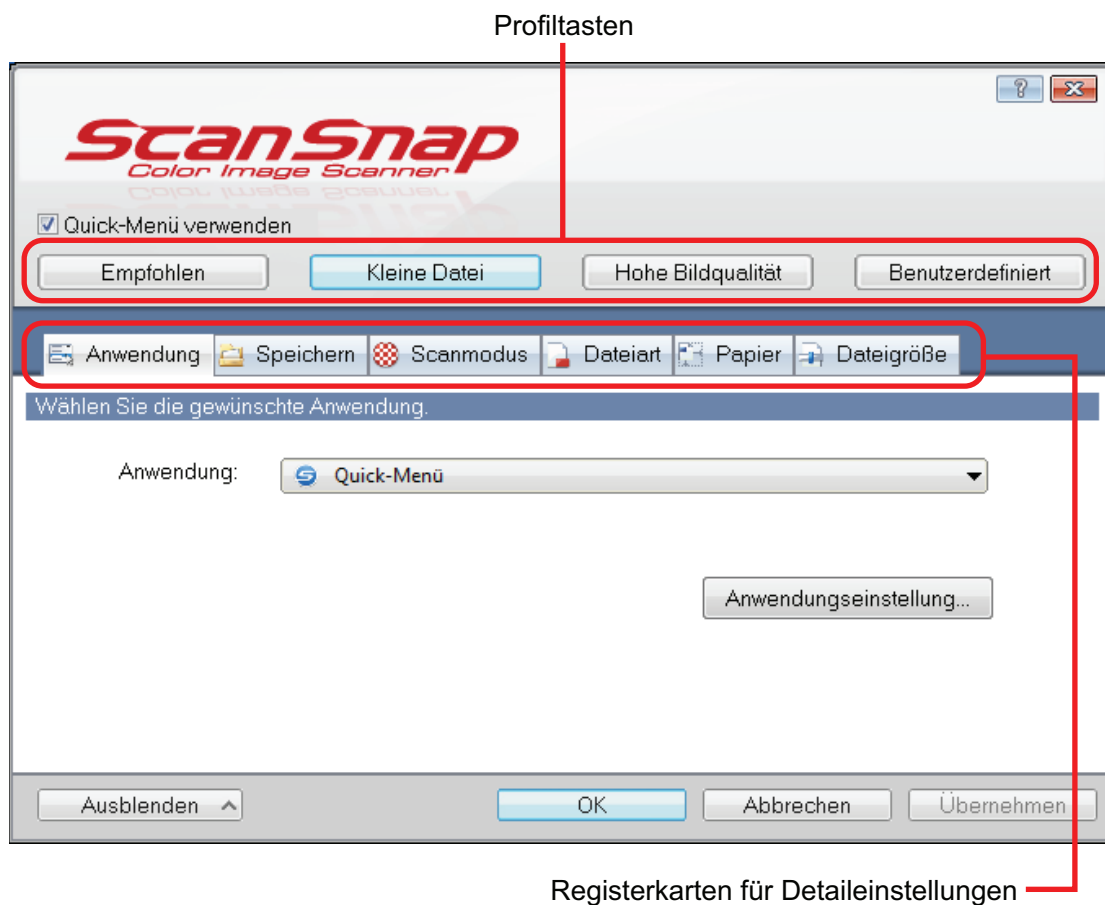 Profiltasten
ScanSnap
Color Image Scanner
Quick-Menü verwenden
Empfohlen Kleine Datei Hohe Bildqualität Benutzerdefiniert
Anwendung Speichern Scanmodus Dateiart Papier Dateigröße
Wählen Sie die gewünschte Anwendung.
Anwendung: Quick-Menü
Anwendungseinstellung...
Ausblenden OK Abbrechen Übernehmen
Registerkarten für Detaileinstellungen